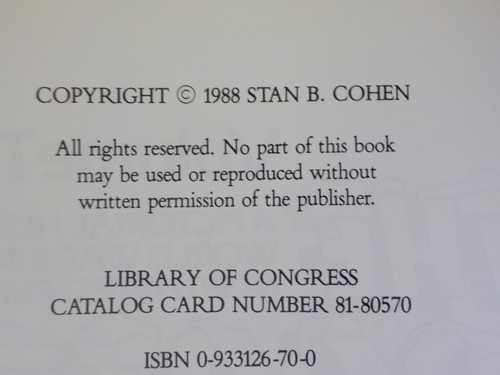 COPYRIGHT © 1988 STAN B. COHEN
All rights reserved. No part of this book
may be used or reproduced without
written permission of the publisher.
LIBRARY OF CONGRESS
CATALOG CARD NUMBER 81-80570
ISBN 0-933126-70-0